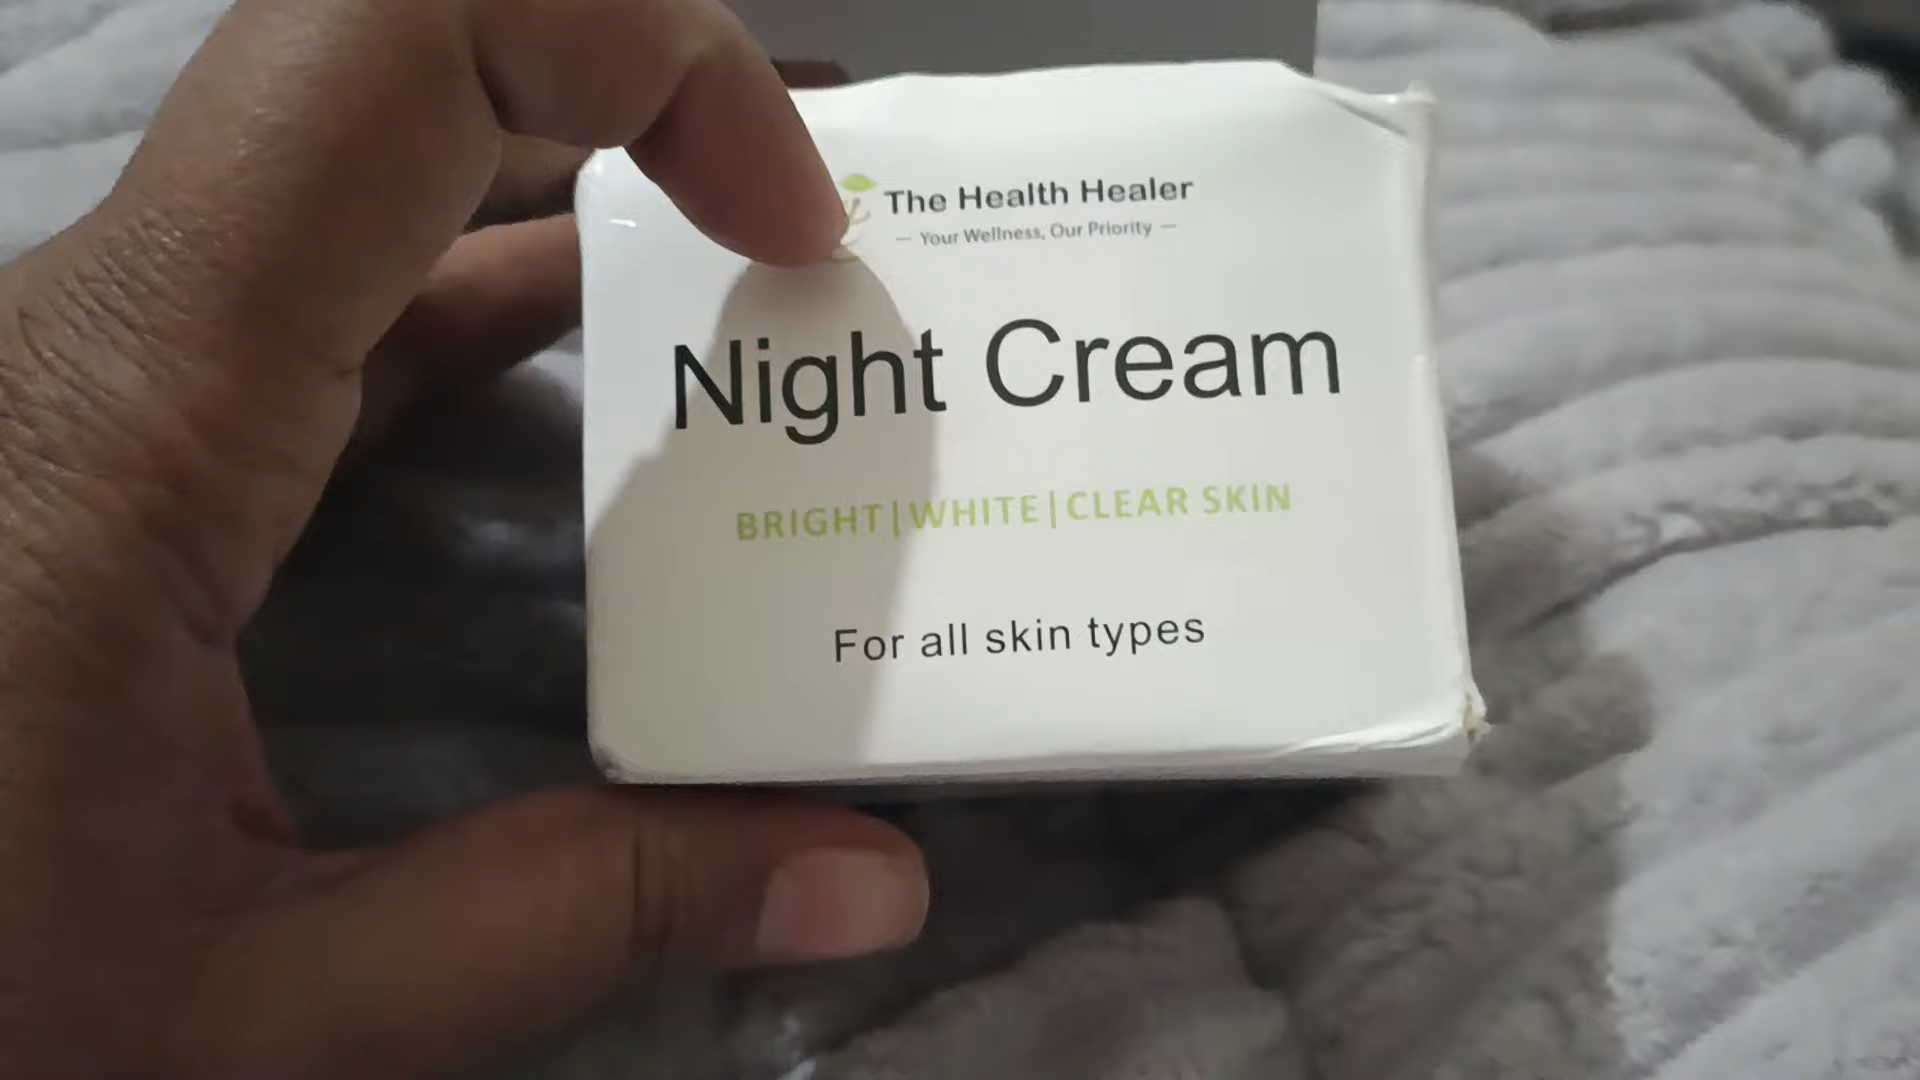 The Health Healer
— Your Wellness, Our Priority —
Night Cream
BRIGHT|WHITE|CLEAR SKIN
For all skin types